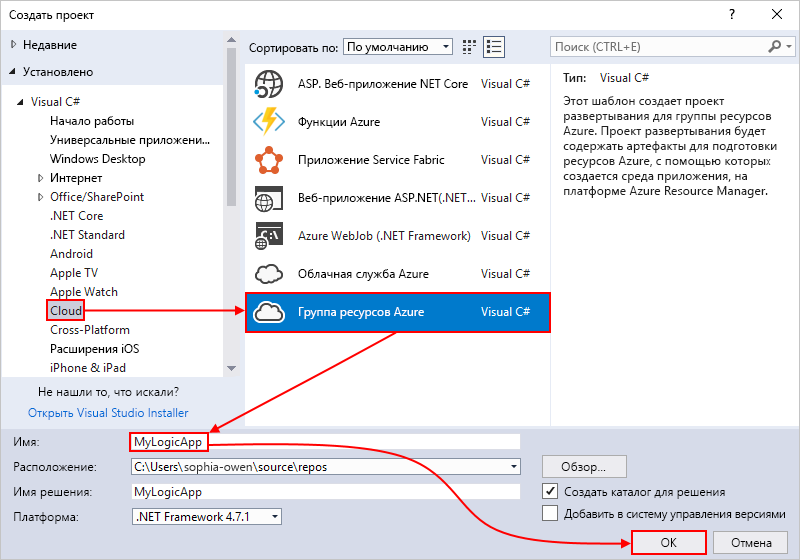 Создать проект
Недавние
Установлено
Visual C#
Начало работы
Универсальные приложени...
Windows Desktop
Интернет
Office/SharePoint
.NET Core
.NET Standard
Android
Apple TV
Apple Watch
Cloud
Cross-Platform
Расширения iOS
iPhone & iPad
Не нашли то, что искали?
Открыть Visual Studio Installer
Сортировать по: По умолчанию
ASP. Веб-приложение NET Core Visual C#
Функции Azure Visual C#
Приложение Service Fabric Visual C#
Веб-приложение ASP.NET(.NET... Visual C#
Azure WebJob (.NET Framework) Visual C#
Облачная служба Azure Visual C#
Группа ресурсов Azure Visual C#
Поиск (CTRL+E)
Тип: Visual C#
Этот шаблон создает проект
развертывания для группы ресурсов
Azure. Проект развертывания будет
содержать артефакты для подготовки
ресурсов Azure, с помощью которых
создается среда приложения, на
платформе Azure Resource Manager.
Имя: MyLogicApp
Расположение: C:\Users\sophia-owen\source\repos
Обзор...
Имя решения: MyLogicApp
Создать каталог для решения
Платформа: .NET Framework 4.7.1
Добавить в систему управления версиями
OK
Отмена